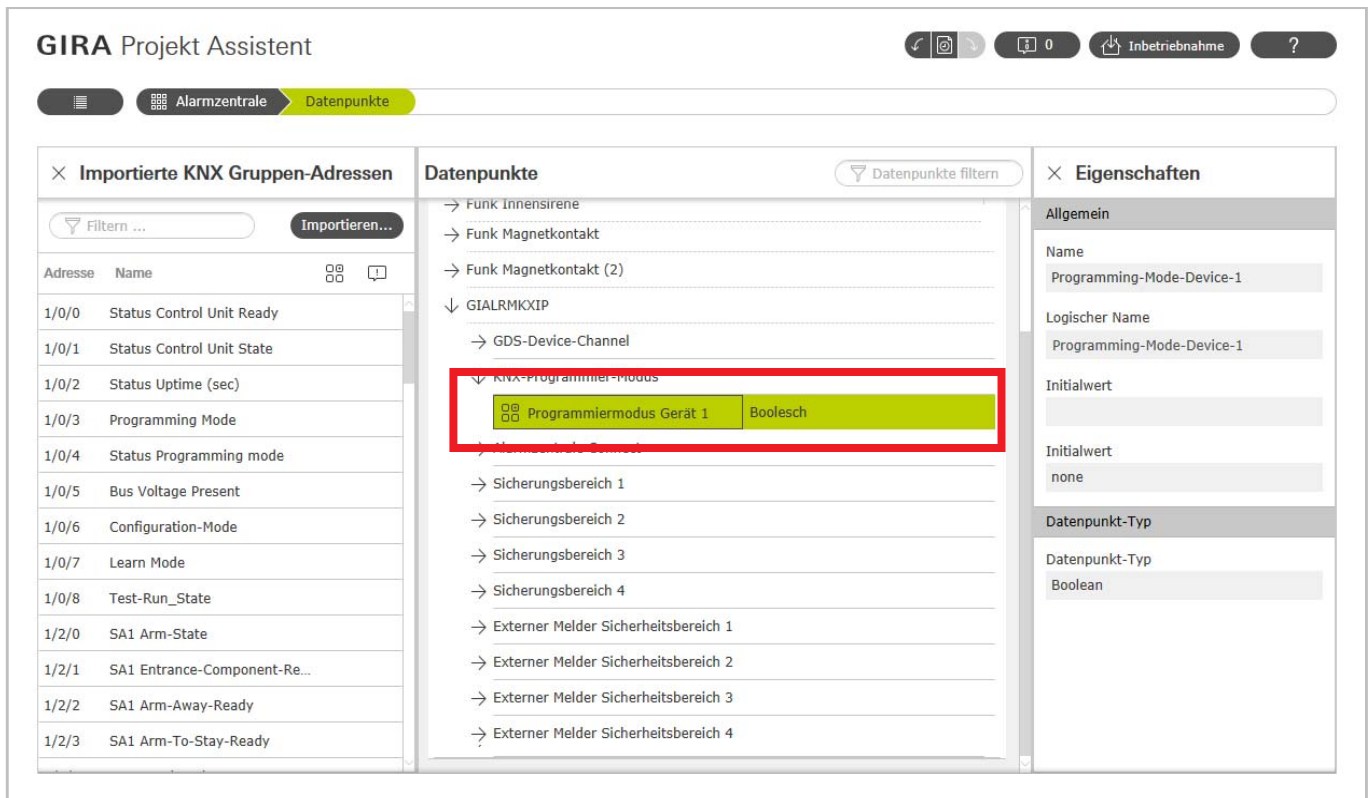 GIRA Projekt Assistent
0
Inbetriebnahme
?
Alarmzentrale
Datenpunkte
Importierte KNX Gruppen-Adressen
Filtern ...
Importieren...
Adresse Name
1/0/0 Status Control Unit Ready
1/0/1 Status Control Unit State
1/0/2 Status Uptime (sec)
1/0/3 Programming Mode
1/0/4 Status Programming mode
1/0/5 Bus Voltage Present
1/0/6 Configuration-Mode
1/0/7 Learn Mode
1/0/8 Test-Run_State
1/2/0 SA1 Arm-State
1/2/1 SA1 Entrance-Component-Re...
1/2/2 SA1 Arm-Away-Ready
1/2/3 SA1 Arm-To-Stay-Ready
Datenpunkte
Datenpunkte filtern
Funk Innensirene
Funk Magnetkontakt
Funk Magnetkontakt (2)
GIALRMKXIP
GDS-Device-Channel
KNX-Programmier-Modus
Programmiermodus Gerät 1 Boolesch
Alarmzentrale Connect
Sicherungsbereich 1
Sicherungsbereich 2
Sicherungsbereich 3
Sicherungsbereich 4
Externer Melder Sicherheitsbereich 1
Externer Melder Sicherheitsbereich 2
Externer Melder Sicherheitsbereich 3
Externer Melder Sicherheitsbereich 4
Eigenschaften
Allgemein
Name
Programming-Mode-Device-1
Logischer Name
Programming-Mode-Device-1
Initialwert
Initialwert
none
Datenpunkt-Typ
Datenpunkt-Typ
Boolean